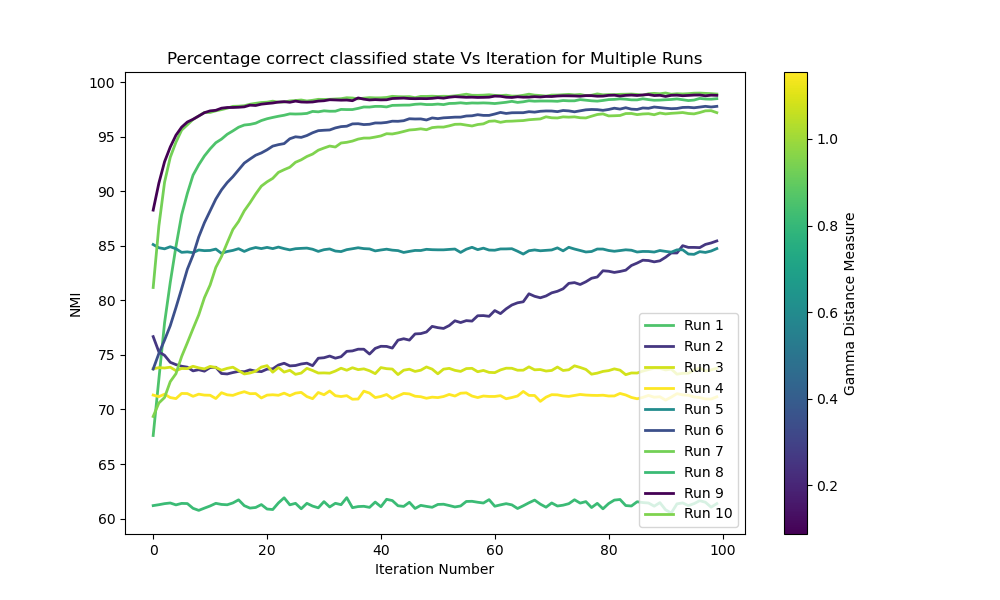 Percentage correct classified state Vs Iteration for Multiple Runs
NMI
100
95
90
85
80
75
70
65
60
0
20
40
60
80
100
Iteration Number
Run 1
Run 2
Run 3
Run 4
Run 5
Run 6
Run 7
Run 8
Run 9
Run 10
1.0
0.8
0.6
0.4
0.2
Gamma Distance Measure